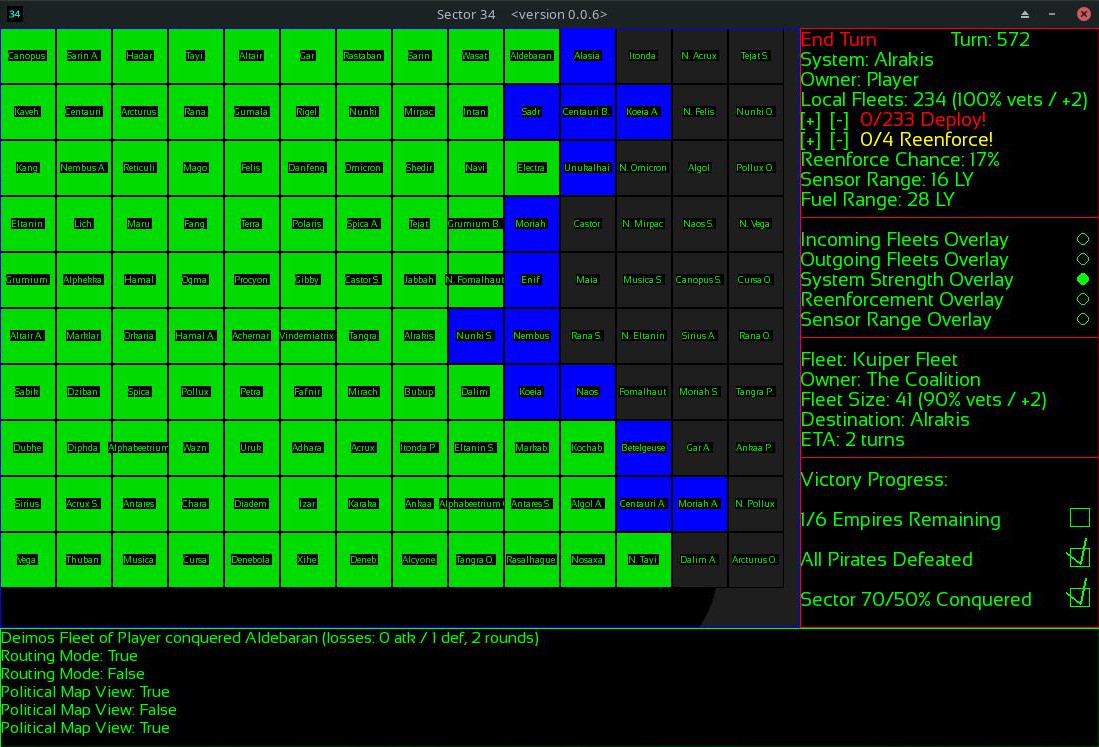 34 Sector 34 <version 0.0.6>
Canopus Sarin A. Hadar Tayi Altair Gar Rastaban Sarin Wasat Aldebaran Alasia Itonda N. Acrux Tejat S.
Kaveh Centauri Arcturus Rana Gumala Rigel Nunki Mirpac Intan Sadr Centauri B. Koeia A. N. Felis Nunki O.
Kang Nembus A. Reticuli Mago Felis Danfeng Omicron Shedir Navi Electra Unukalhai N. Omicron Algol Pollux O.
Eltanin Lich Maru Fang Terra Polaris Spica A. Tejat Grumium B. Moriah Castor N. Mirpac Naos S. N. Vega
Grumium Alphekka Hamal Ogma Procyon Gibby Castor S. Jabbah N. Fomalhaut Enif Maia Musica S. Canopus S. Cursa O.
Altair A. Marklar Orkaria Hamal A. Achernar Vindemiatrix Tangra Alrakis Nunki S. Nembus Rana S. N. Eltanin Sirius A. Rana O.
Sabik Dziban Spica Pollux Petra Fafnir Mirach Bubup Dalim Koeia Naos Fomalhaut Moriah S. Tangra P.
Dubhe Diphda Alphabeetrium Wazn Uruk Adhara Acrux Itonda P. Eltanin S. Markab Kochab Betelgeuse Gar A. Ankaa P.
Sirius Acrux S. Antares Chara Diadem Izar Karaka Ankaa Alphabeetrium Antares S. Algol A. Centauri A. Moriah A. N. Pollux
Vega Thuban Musica Cursa Denebola Xihe Deneb Alcyone Tangra O. Rasalhague Nosaxa N. Tayi Dalim A. Arcturus O.
End Turn Turn: 572
System: Alrakis
Owner: Player
Local Fleets: 234 (100% vets / +2)
[+] [-] 0/233 Deploy!
[+] [-] 0/4 Reenforce!
Reenforce Chance: 17%
Sensor Range: 16 LY
Fuel Range: 28 LY
Incoming Fleets Overlay
Outgoing Fleets Overlay
System Strength Overlay
Reenforcement Overlay
Sensor Range Overlay
Fleet: Kuiper Fleet
Owner: The Coalition
Fleet Size: 41 (90% vets / +2)
Destination: Alrakis
ETA: 2 turns
Victory Progress:
1/6 Empires Remaining
All Pirates Defeated
Sector 70/50% Conquered
Deimos Fleet of Player conquered Aldebaran (losses: 0 atk / 1 def, 2 rounds)
Routing Mode: True
Routing Mode: False
Political Map View: True
Political Map View: False
Political Map View: True